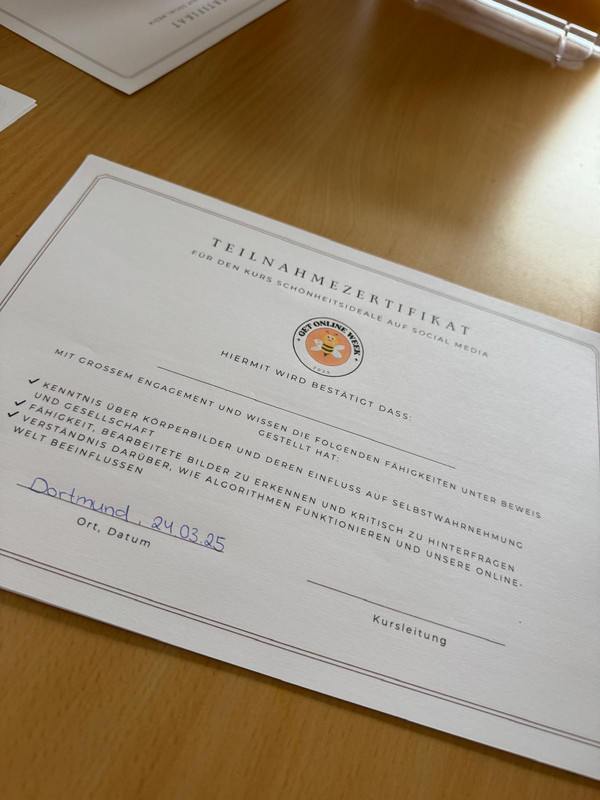 TEILNAHMEZERTIFIKAT
FÜR DEN KURS SCHÖNHEITSIDEALE AUF SOCIAL MEDIA
GET ONLINE WEEK
2025
HIERMIT WIRD BESTÄTIGT DASS:
MIT GROSSEM ENGAGEMENT UND WISSEN DIE FOLGENDEN FÄHIGKEITEN UNTER BEWEIS
GESTELLT HAT:
✓ KENNTNIS ÜBER KÖRPERBILDER UND DEREN EINFLUSS AUF SELBSTWAHRNEHMUNG
UND GESELLSCHAFT
✓ FÄHIGKEIT, BEARBEITETE BILDER ZU ERKENNEN UND KRITISCH ZU HINTERFRAGEN
✓ VERSTÄNDNIS DARÜBER, WIE ALGORITHMEN FUNKTIONIEREN UND UNSERE ONLINE-
WELT BEEINFLUSSEN
Dortmund, 24.03.25
Ort, Datum
Kursleitung